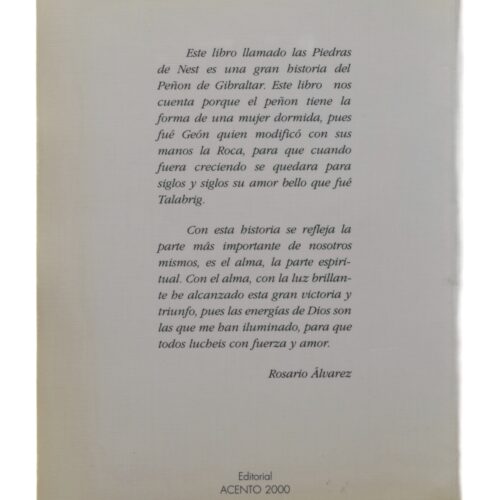 Este libro llamado las Piedras
de Nest es una gran historia del
Peñon de Gibraltar. Este libro nos
cuenta porque el peñon tiene la
forma de una mujer dormida, pues
fué Geón quien modificó con sus
manos la Roca, para que cuando
fuera creciendo se quedara para
siglos y siglos su amor bello que fué
Talabrig.
Con esta historia se refleja la
parte más importante de nosotros
mismos, es el alma, la parte espiri-
tual. Con el alma, con la luz brillan-
te he alcanzado esta gran victoria y
triunfo, pues las energías de Dios son
las que me han iluminado, para que
todos lucheis con fuerza y amor.
Rosario Álvarez
Editorial
ACENTO 2000